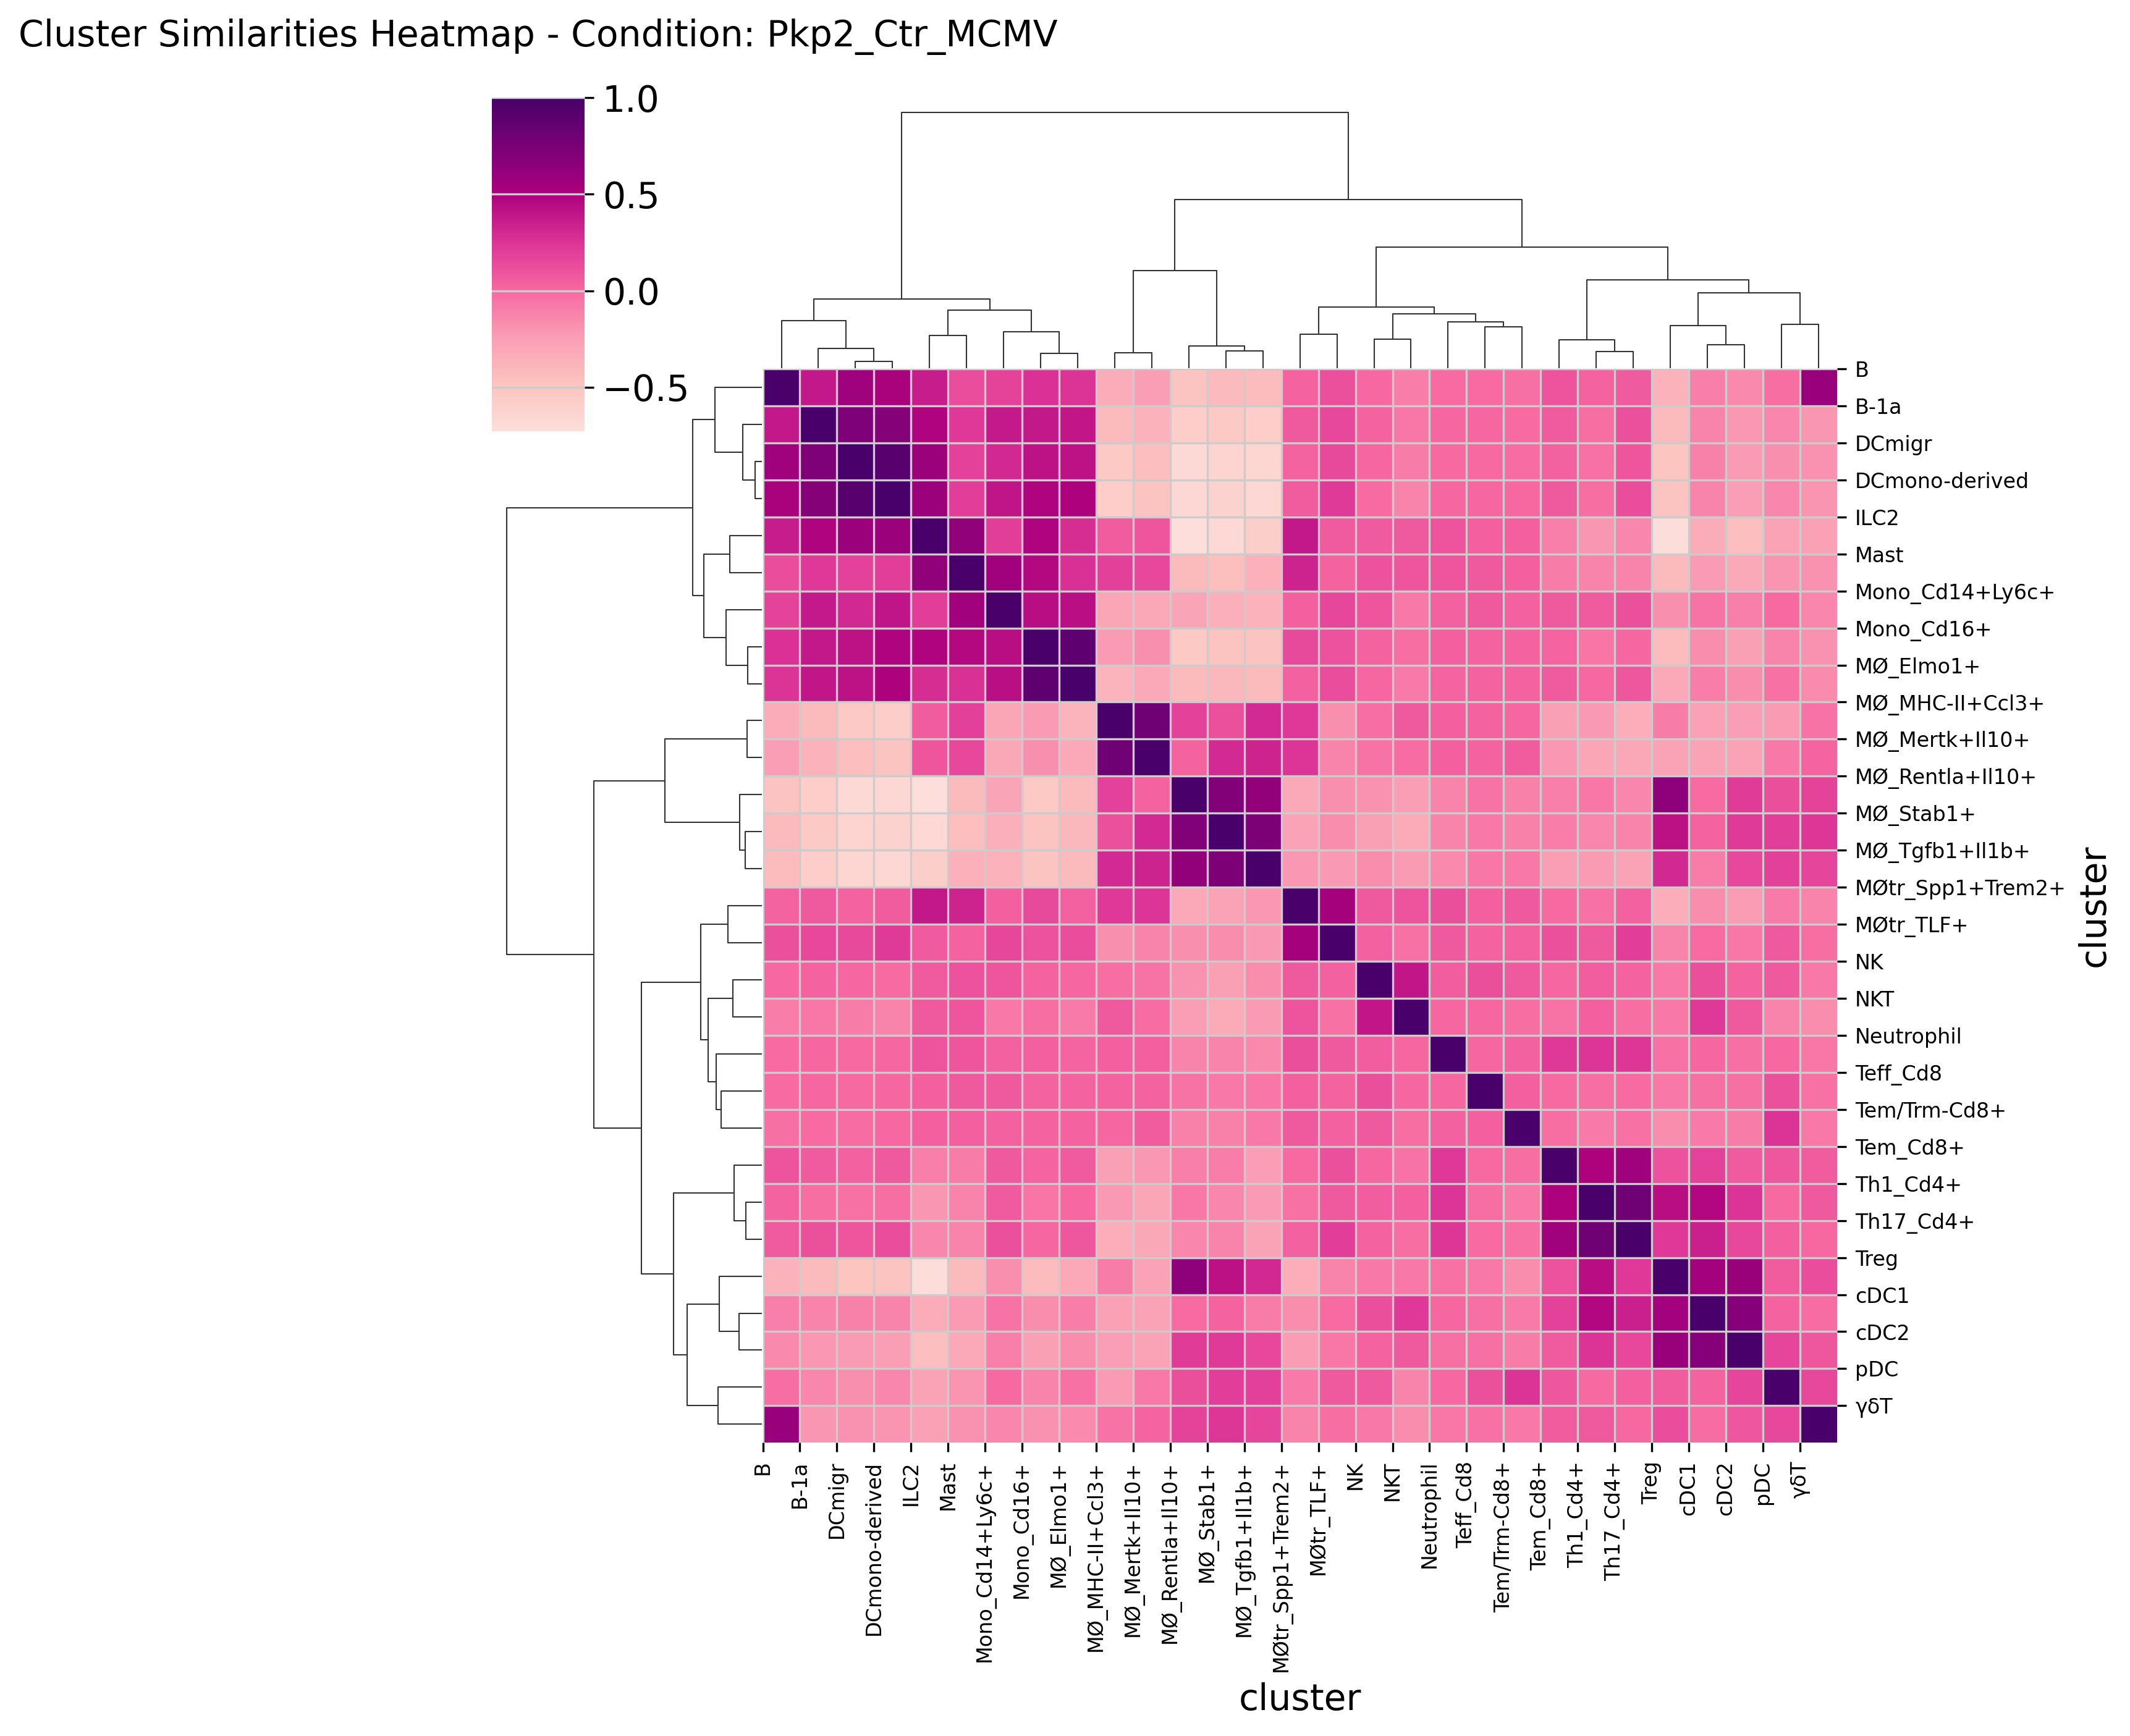 Cluster Similarities Heatmap - Condition: Pkp2_Ctr_MCMV
1.0
0.5
0.0
−0.5
B
B-1a
DCmigr
DCmono-derived
ILC2
Mast
Mono_Cd14+Ly6c+
Mono_Cd16+
MØ_Elmo1+
MØ_MHC-II+Ccl3+
MØ_Mertk+Il10+
MØ_Rentla+Il10+
MØ_Stab1+
MØ_Tgfb1+Il1b+
MØtr_Spp1+Trem2+
MØtr_TLF+
NK
NKT
Neutrophil
Teff_Cd8
Tem/Trm-Cd8+
Tem_Cd8+
Th1_Cd4+
Th17_Cd4+
Treg
cDC1
cDC2
pDC
γδT
cluster
B
B-1a
DCmigr
DCmono-derived
ILC2
Mast
Mono_Cd14+Ly6c+
Mono_Cd16+
MØ_Elmo1+
MØ_MHC-II+Ccl3+
MØ_Mertk+Il10+
MØ_Rentla+Il10+
MØ_Stab1+
MØ_Tgfb1+Il1b+
MØtr_Spp1+Trem2+
MØtr_TLF+
NK
NKT
Neutrophil
Teff_Cd8
Tem/Trm-Cd8+
Tem_Cd8+
Th1_Cd4+
Th17_Cd4+
Treg
cDC1
cDC2
pDC
γδT
cluster